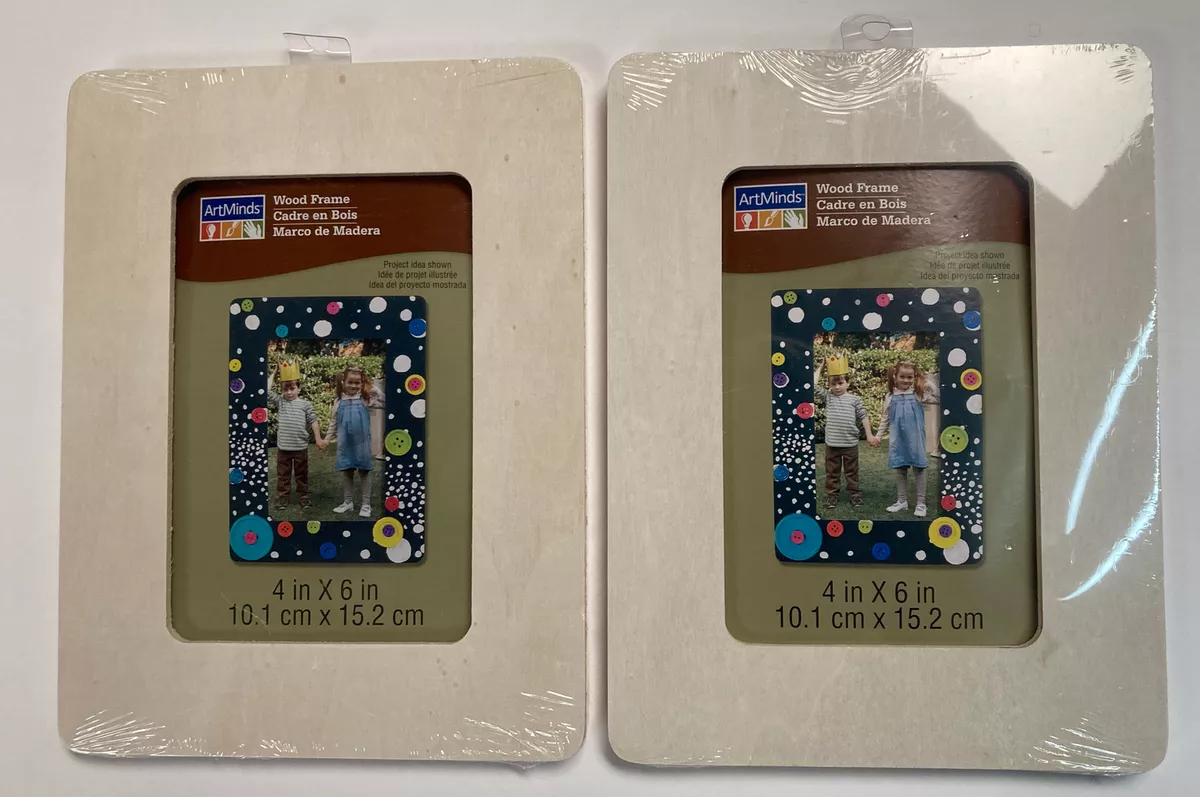 ArtMinds
Wood Frame
Cadre en Bois
Marco de Madera
Project idea shown
Idée de projet illustrée
Idea del proyecto mostrada
4 in X 6 in
10.1 cm x 15.2 cm
ArtMinds
Wood Frame
Cadre en Bois
Marco de Madera
Project idea shown
Idée de projet illustrée
Idea del proyecto mostrada
4 in X 6 in
10.1 cm x 15.2 cm